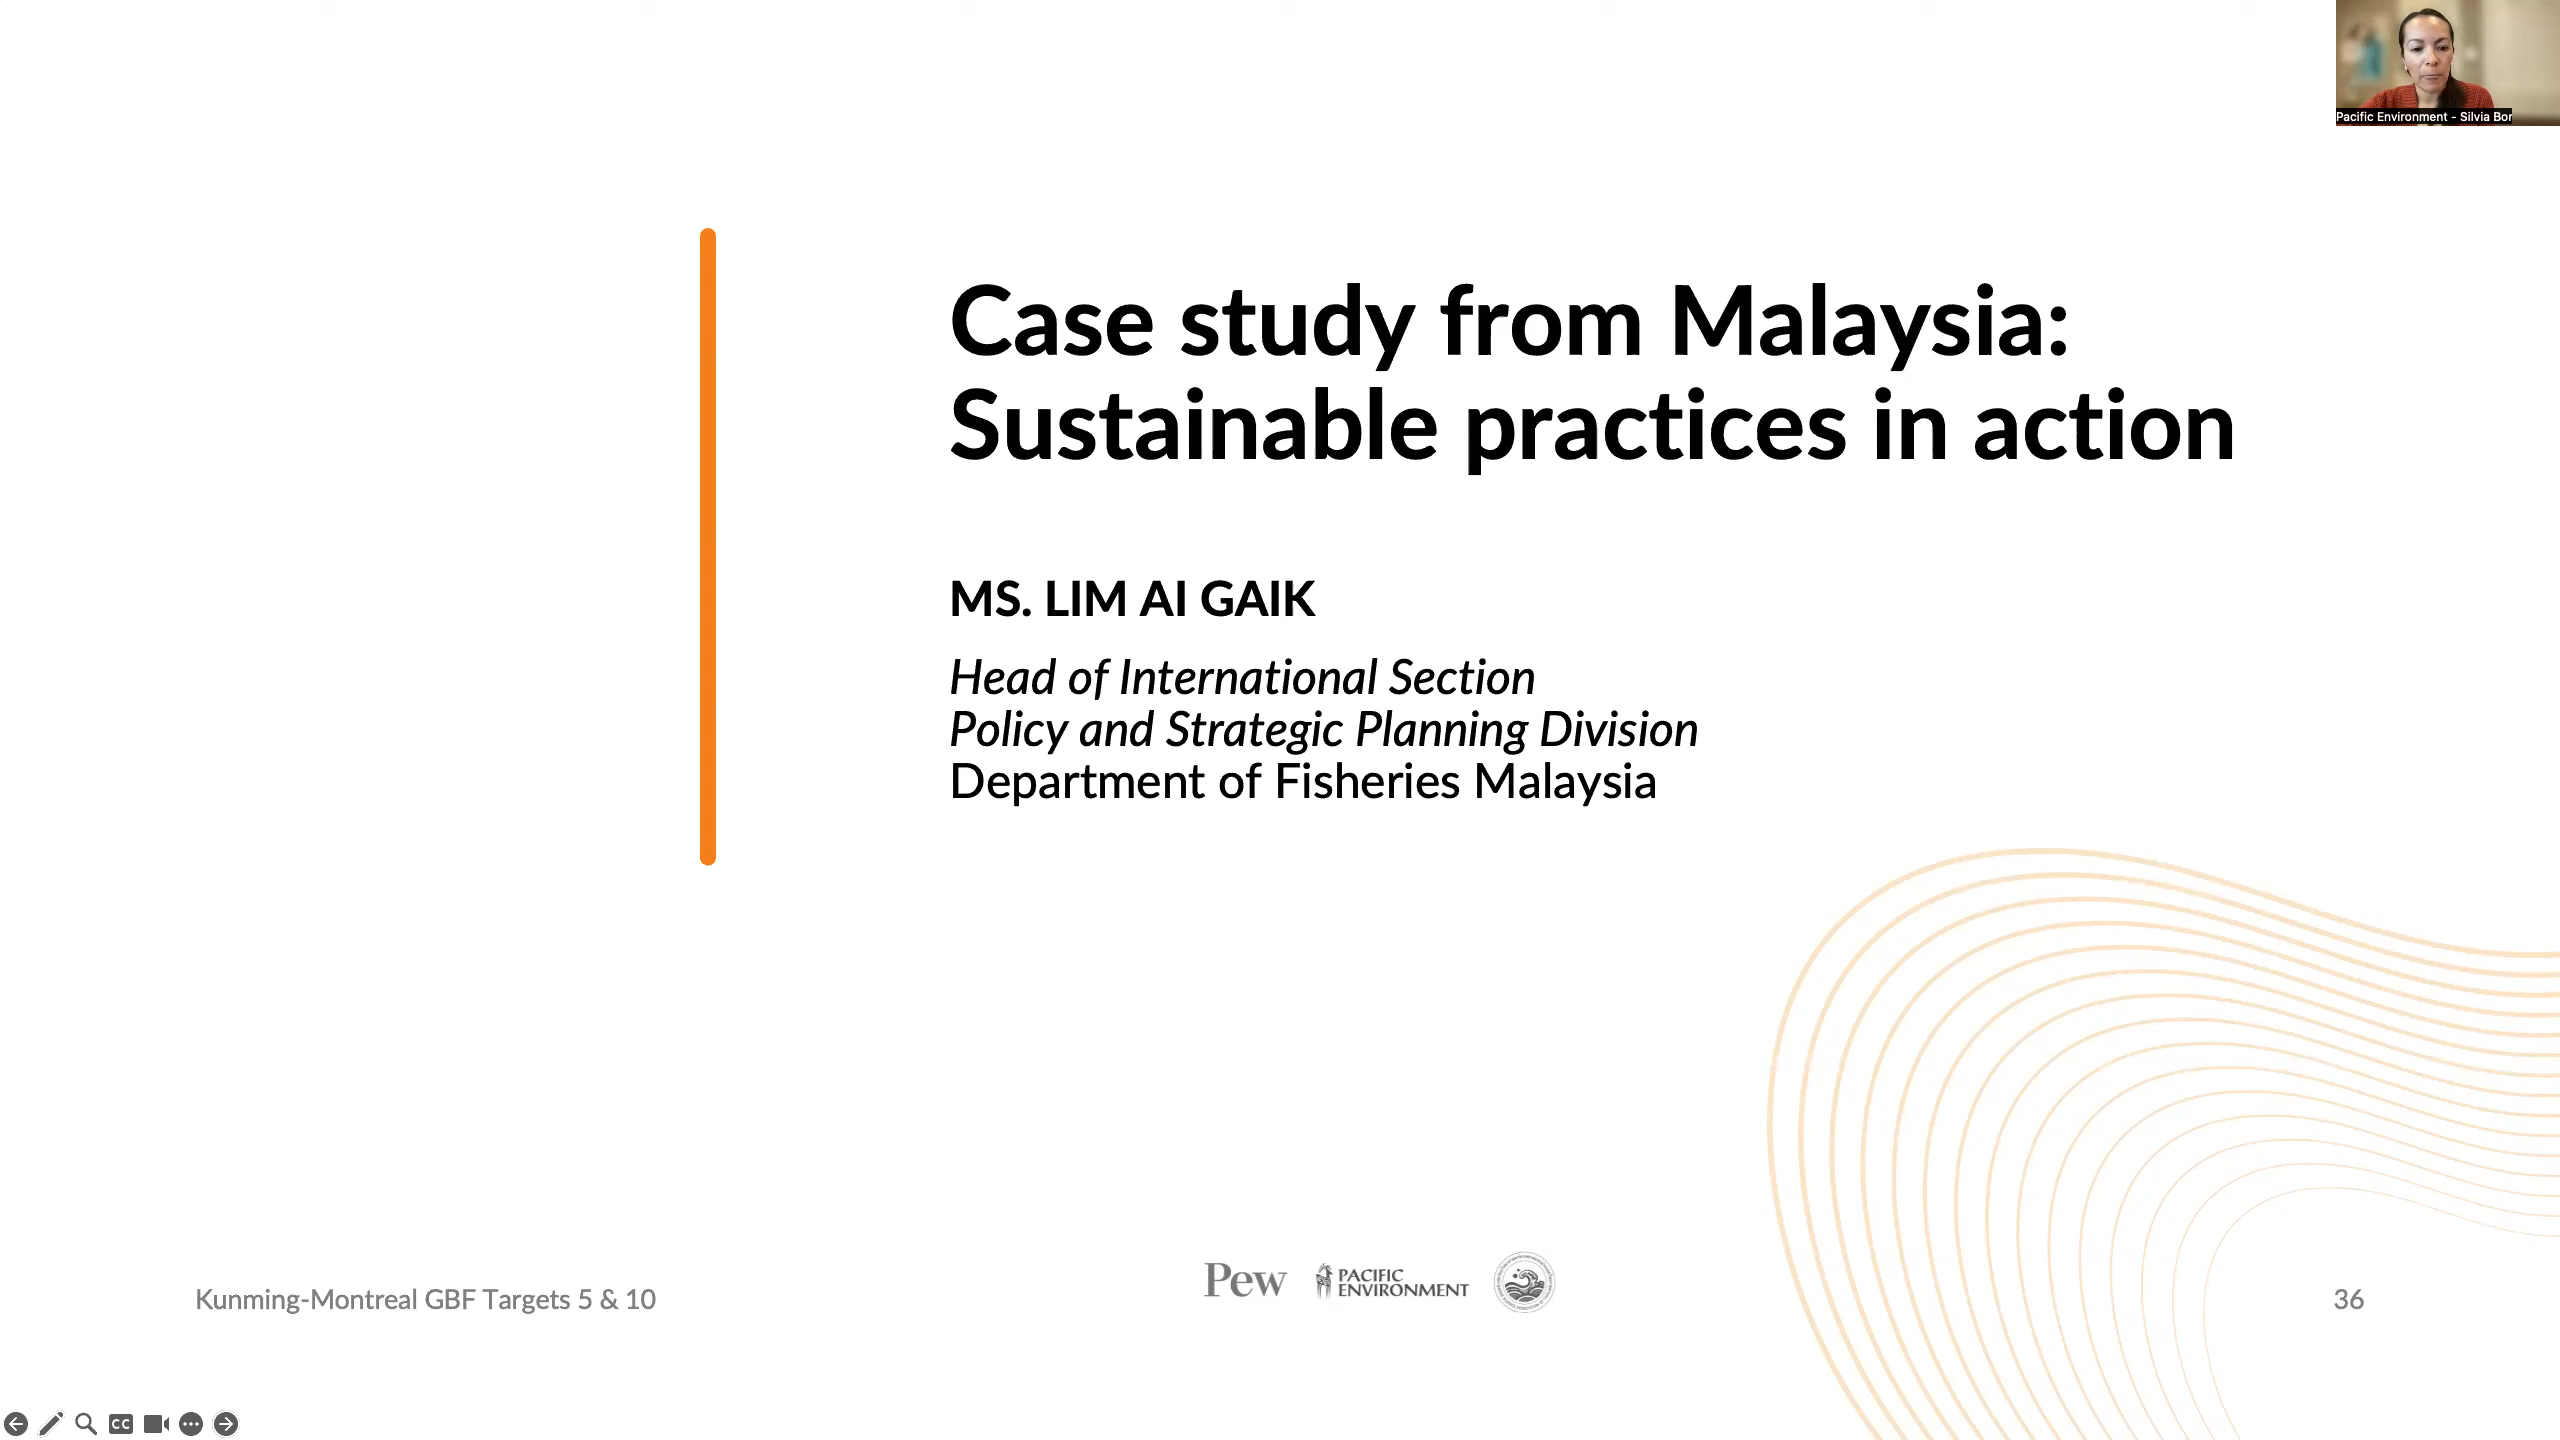 Pacific Environment - Silvia Bor
Case study from Malaysia:
Sustainable practices in action
MS. LIM AI GAIK
Head of International Section
Policy and Strategic Planning Division
Department of Fisheries Malaysia
Kunming-Montreal GBF Targets 5 & 10
Pew
PACIFIC
ENVIRONMENT
36
CC